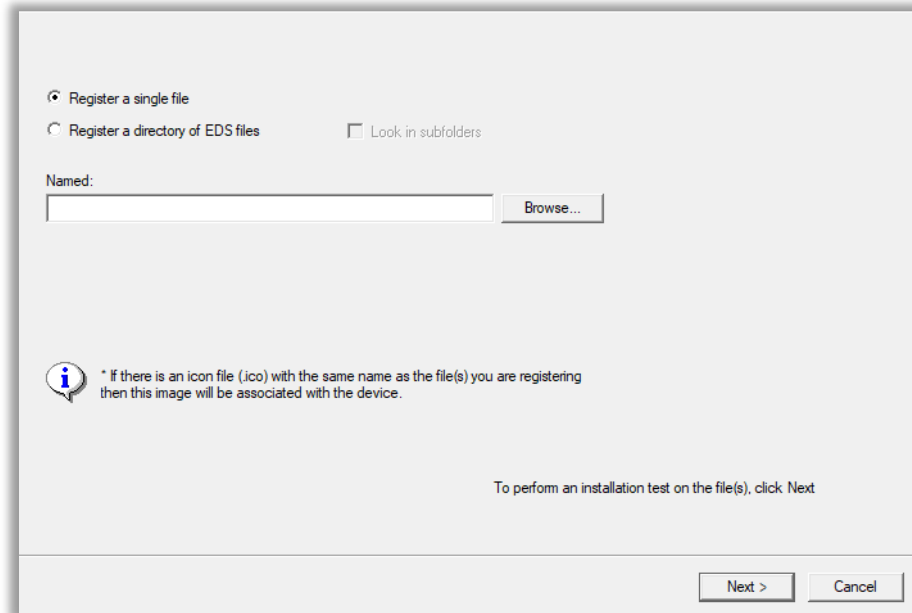 Register a single file
Register a directory of EDS files
Look in subfolders
Named:
Browse...
* If there is an icon file (.ico) with the same name as the file(s) you are registering
then this image will be associated with the device.
To perform an installation test on the file(s), click Next
Next >
Cancel